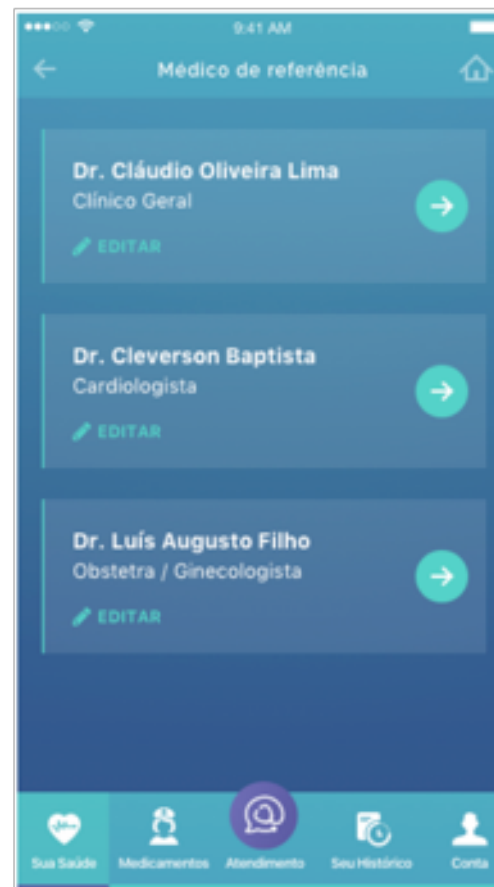 9:41 AM
Médico de referência
Dr. Cláudio Oliveira Lima
Clínico Geral
EDITAR
Dr. Cleverson Baptista
Cardiologista
EDITAR
Dr. Luís Augusto Filho
Obstetra / Ginecologista
EDITAR
Sua Saúde Medicamentos Atendimento Seu Histórico Conta